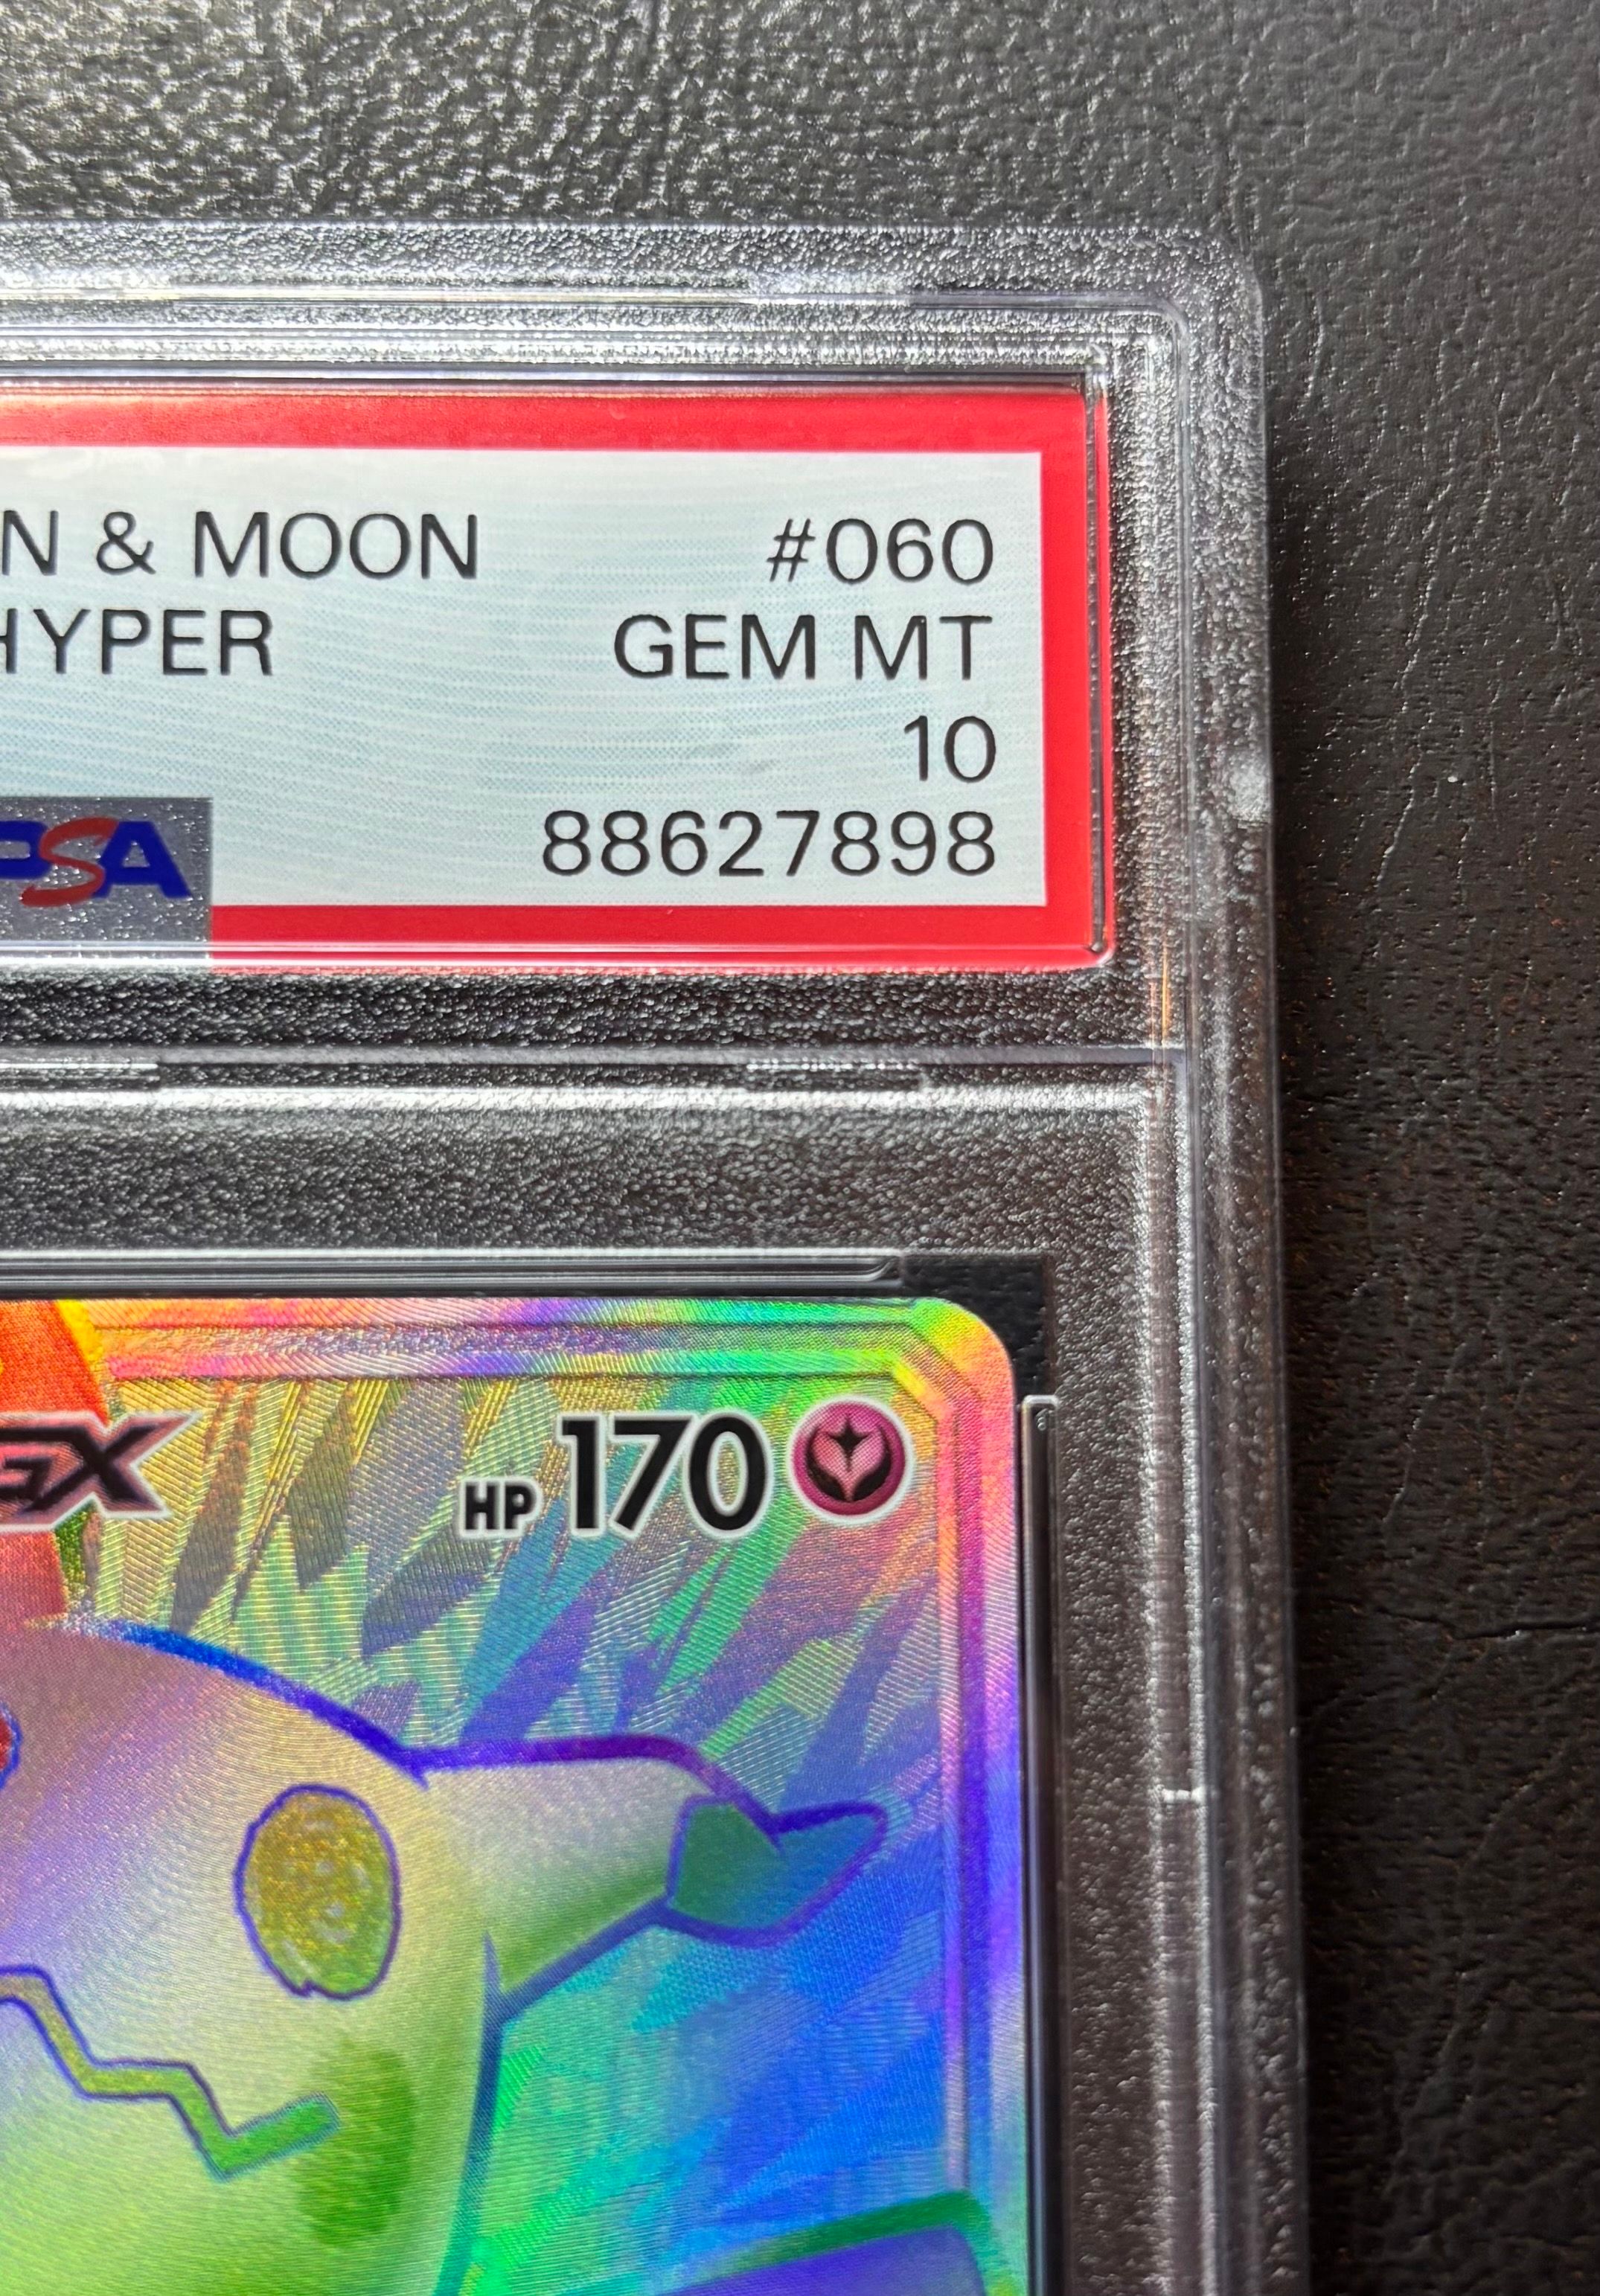 N & MOON #060
HYPER GEM MT
10
PSA 88627898
GX HP 170